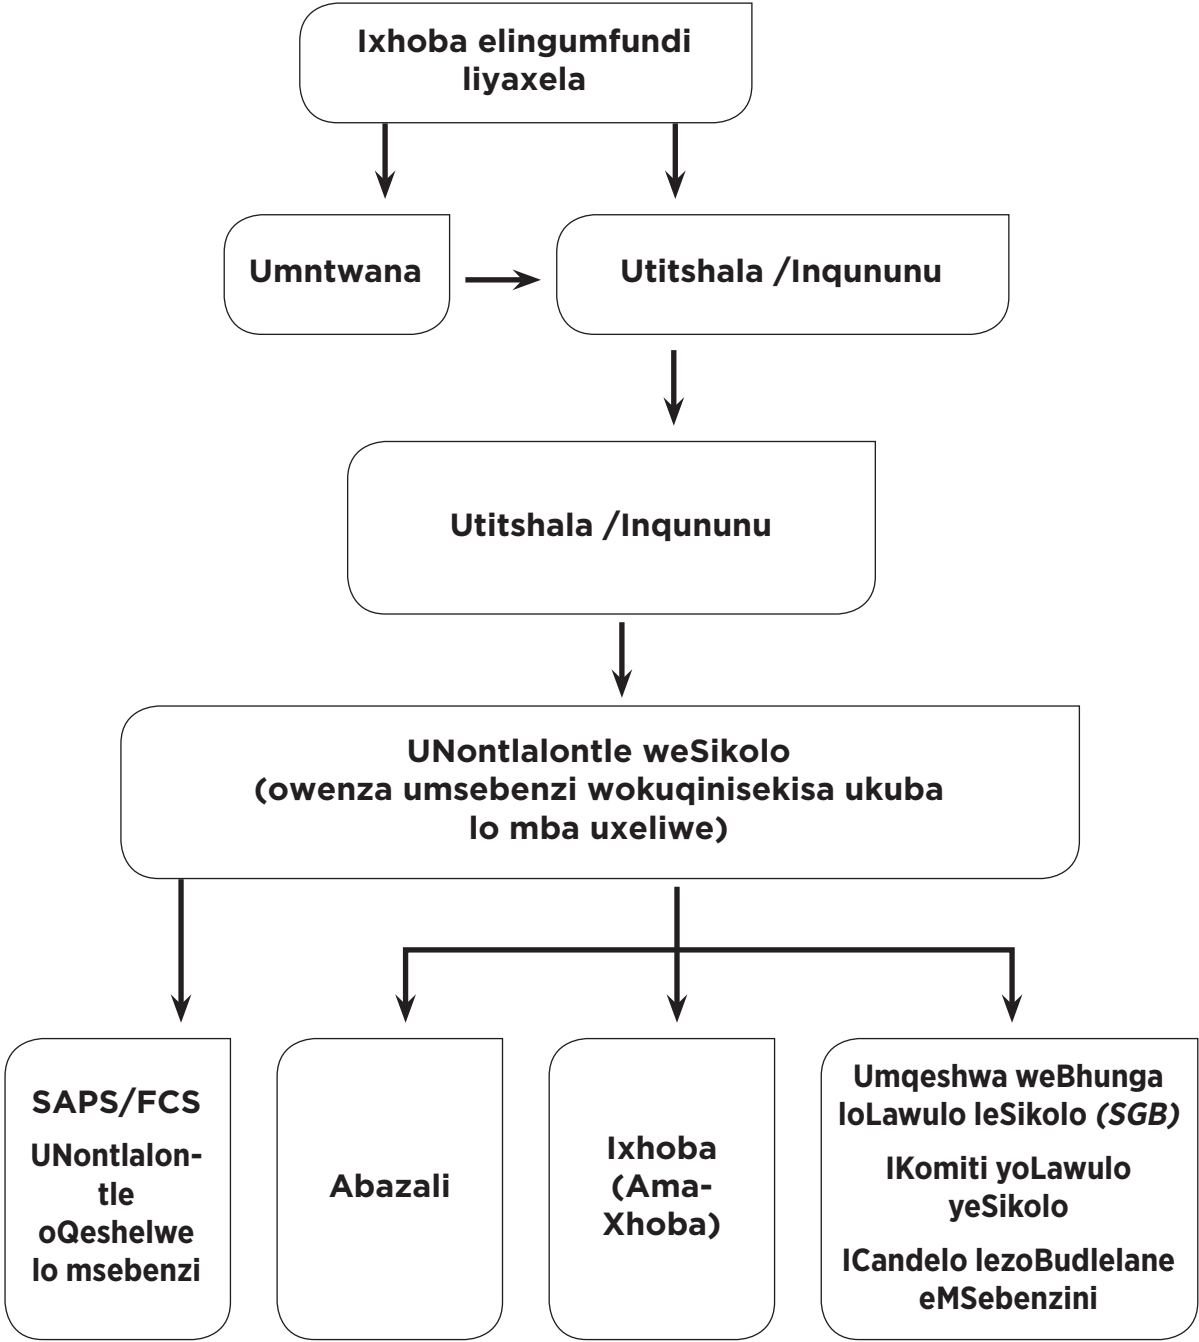 Ixhoba elingumfundi
liyaxela
Umntwana
Utitshala /Inqununu
Utitshala /Inqununu
UNontlalontle weSikolo
(owenza umsebenzi wokuqinisekisa ukuba
lo mba uxeliwe)
SAPS/FCS
UNontlalon-
tle
oQeshelwe
lo msebenzi
Abazali
Ixhoba
(Ama-
Xhoba)
Umqeshwa weBhunga
loLawulo leSikolo (SGB)
IKomiti yoLawulo
yeSikolo
ICandelo lezoBudlelane
eMSebenzini